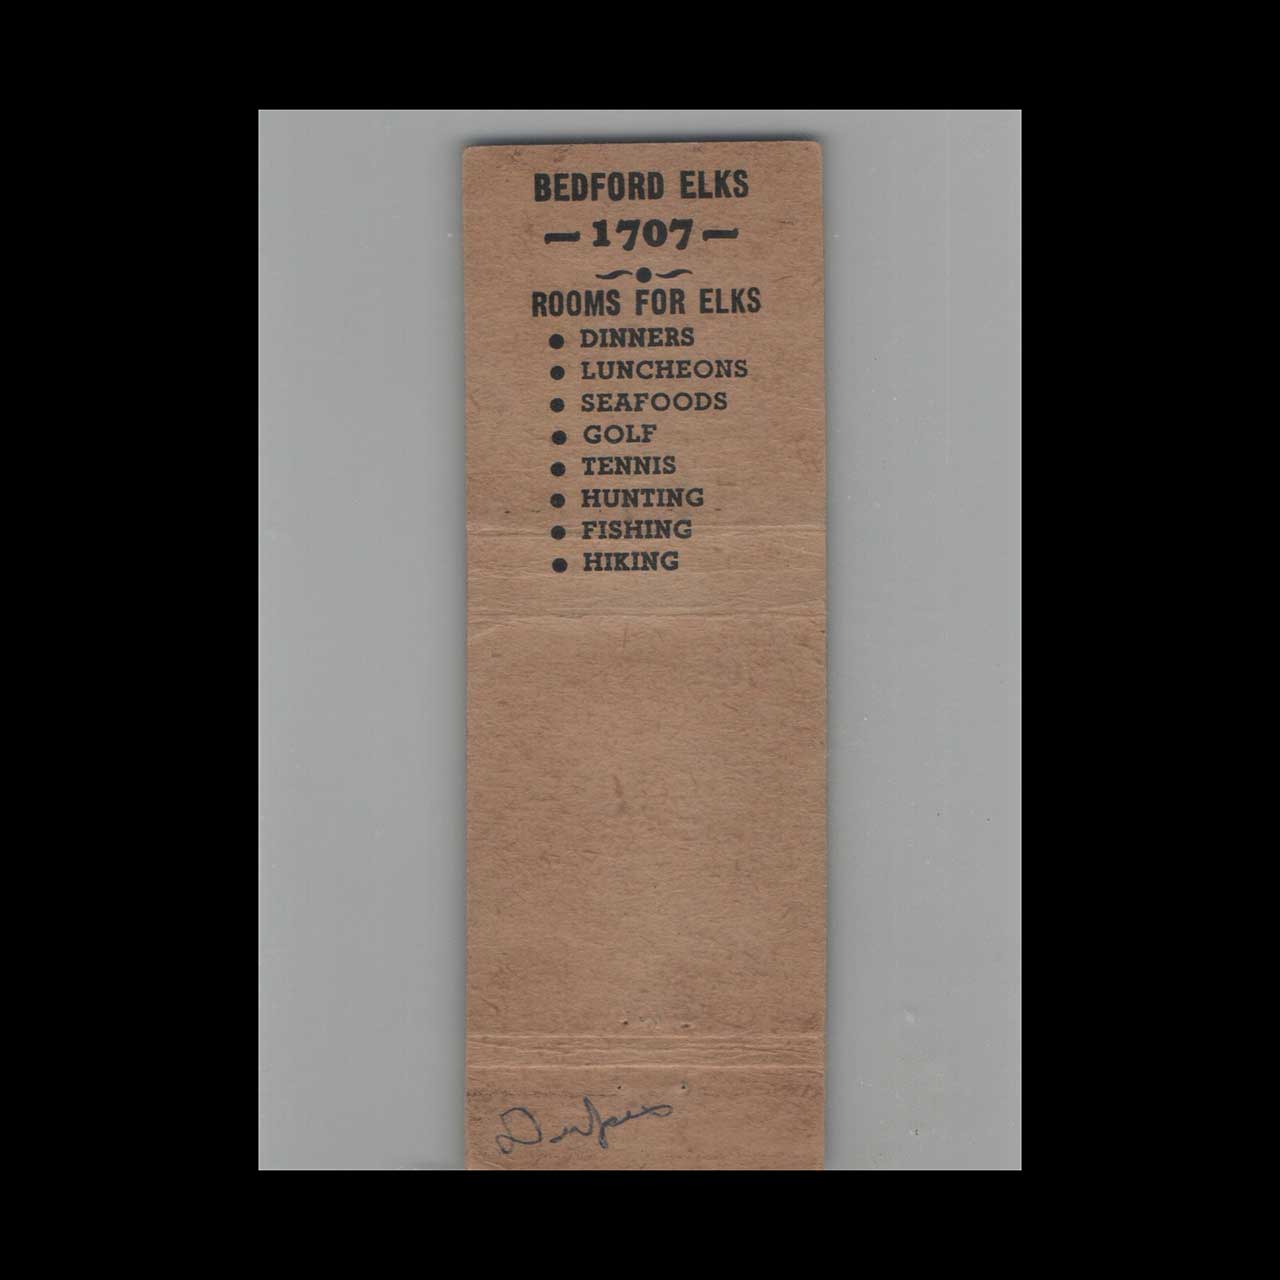 BEDFORD ELKS
— 1707 —
ROOMS FOR ELKS
• DINNERS
• LUNCHEONS
• SEAFOODS
• GOLF
• TENNIS
• HUNTING
• FISHING
• HIKING